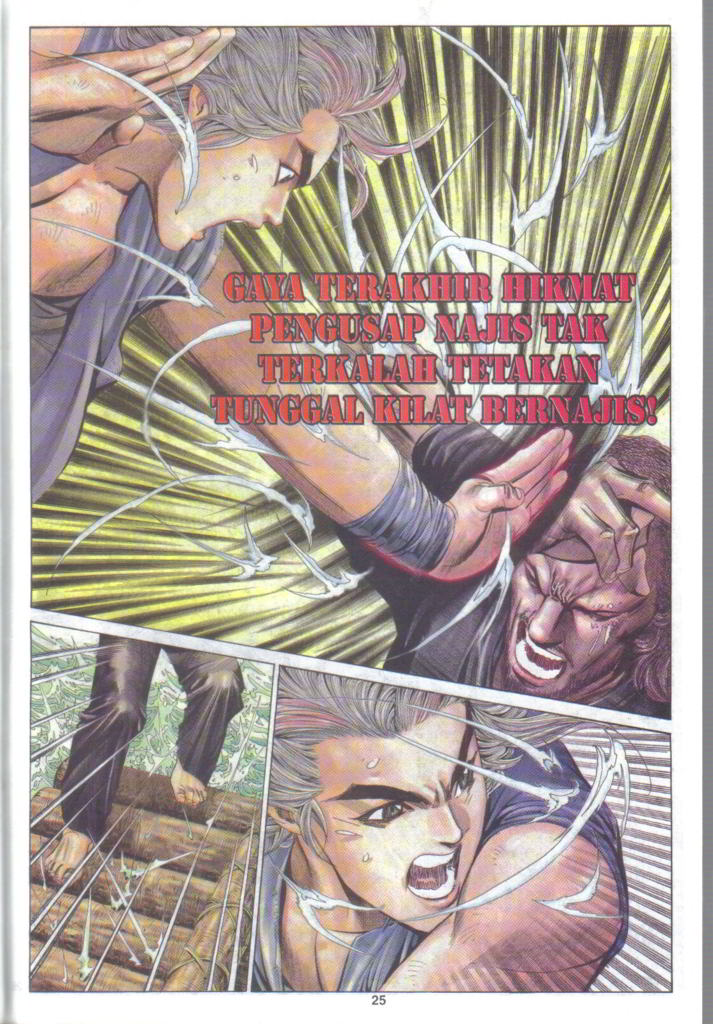 GAYA TERAKHIR HIKMAT
PENGUSAP NAJIS TAK
TERKALAH TETAKAN
TUNGGAL KILAT BERNAJIS!
25